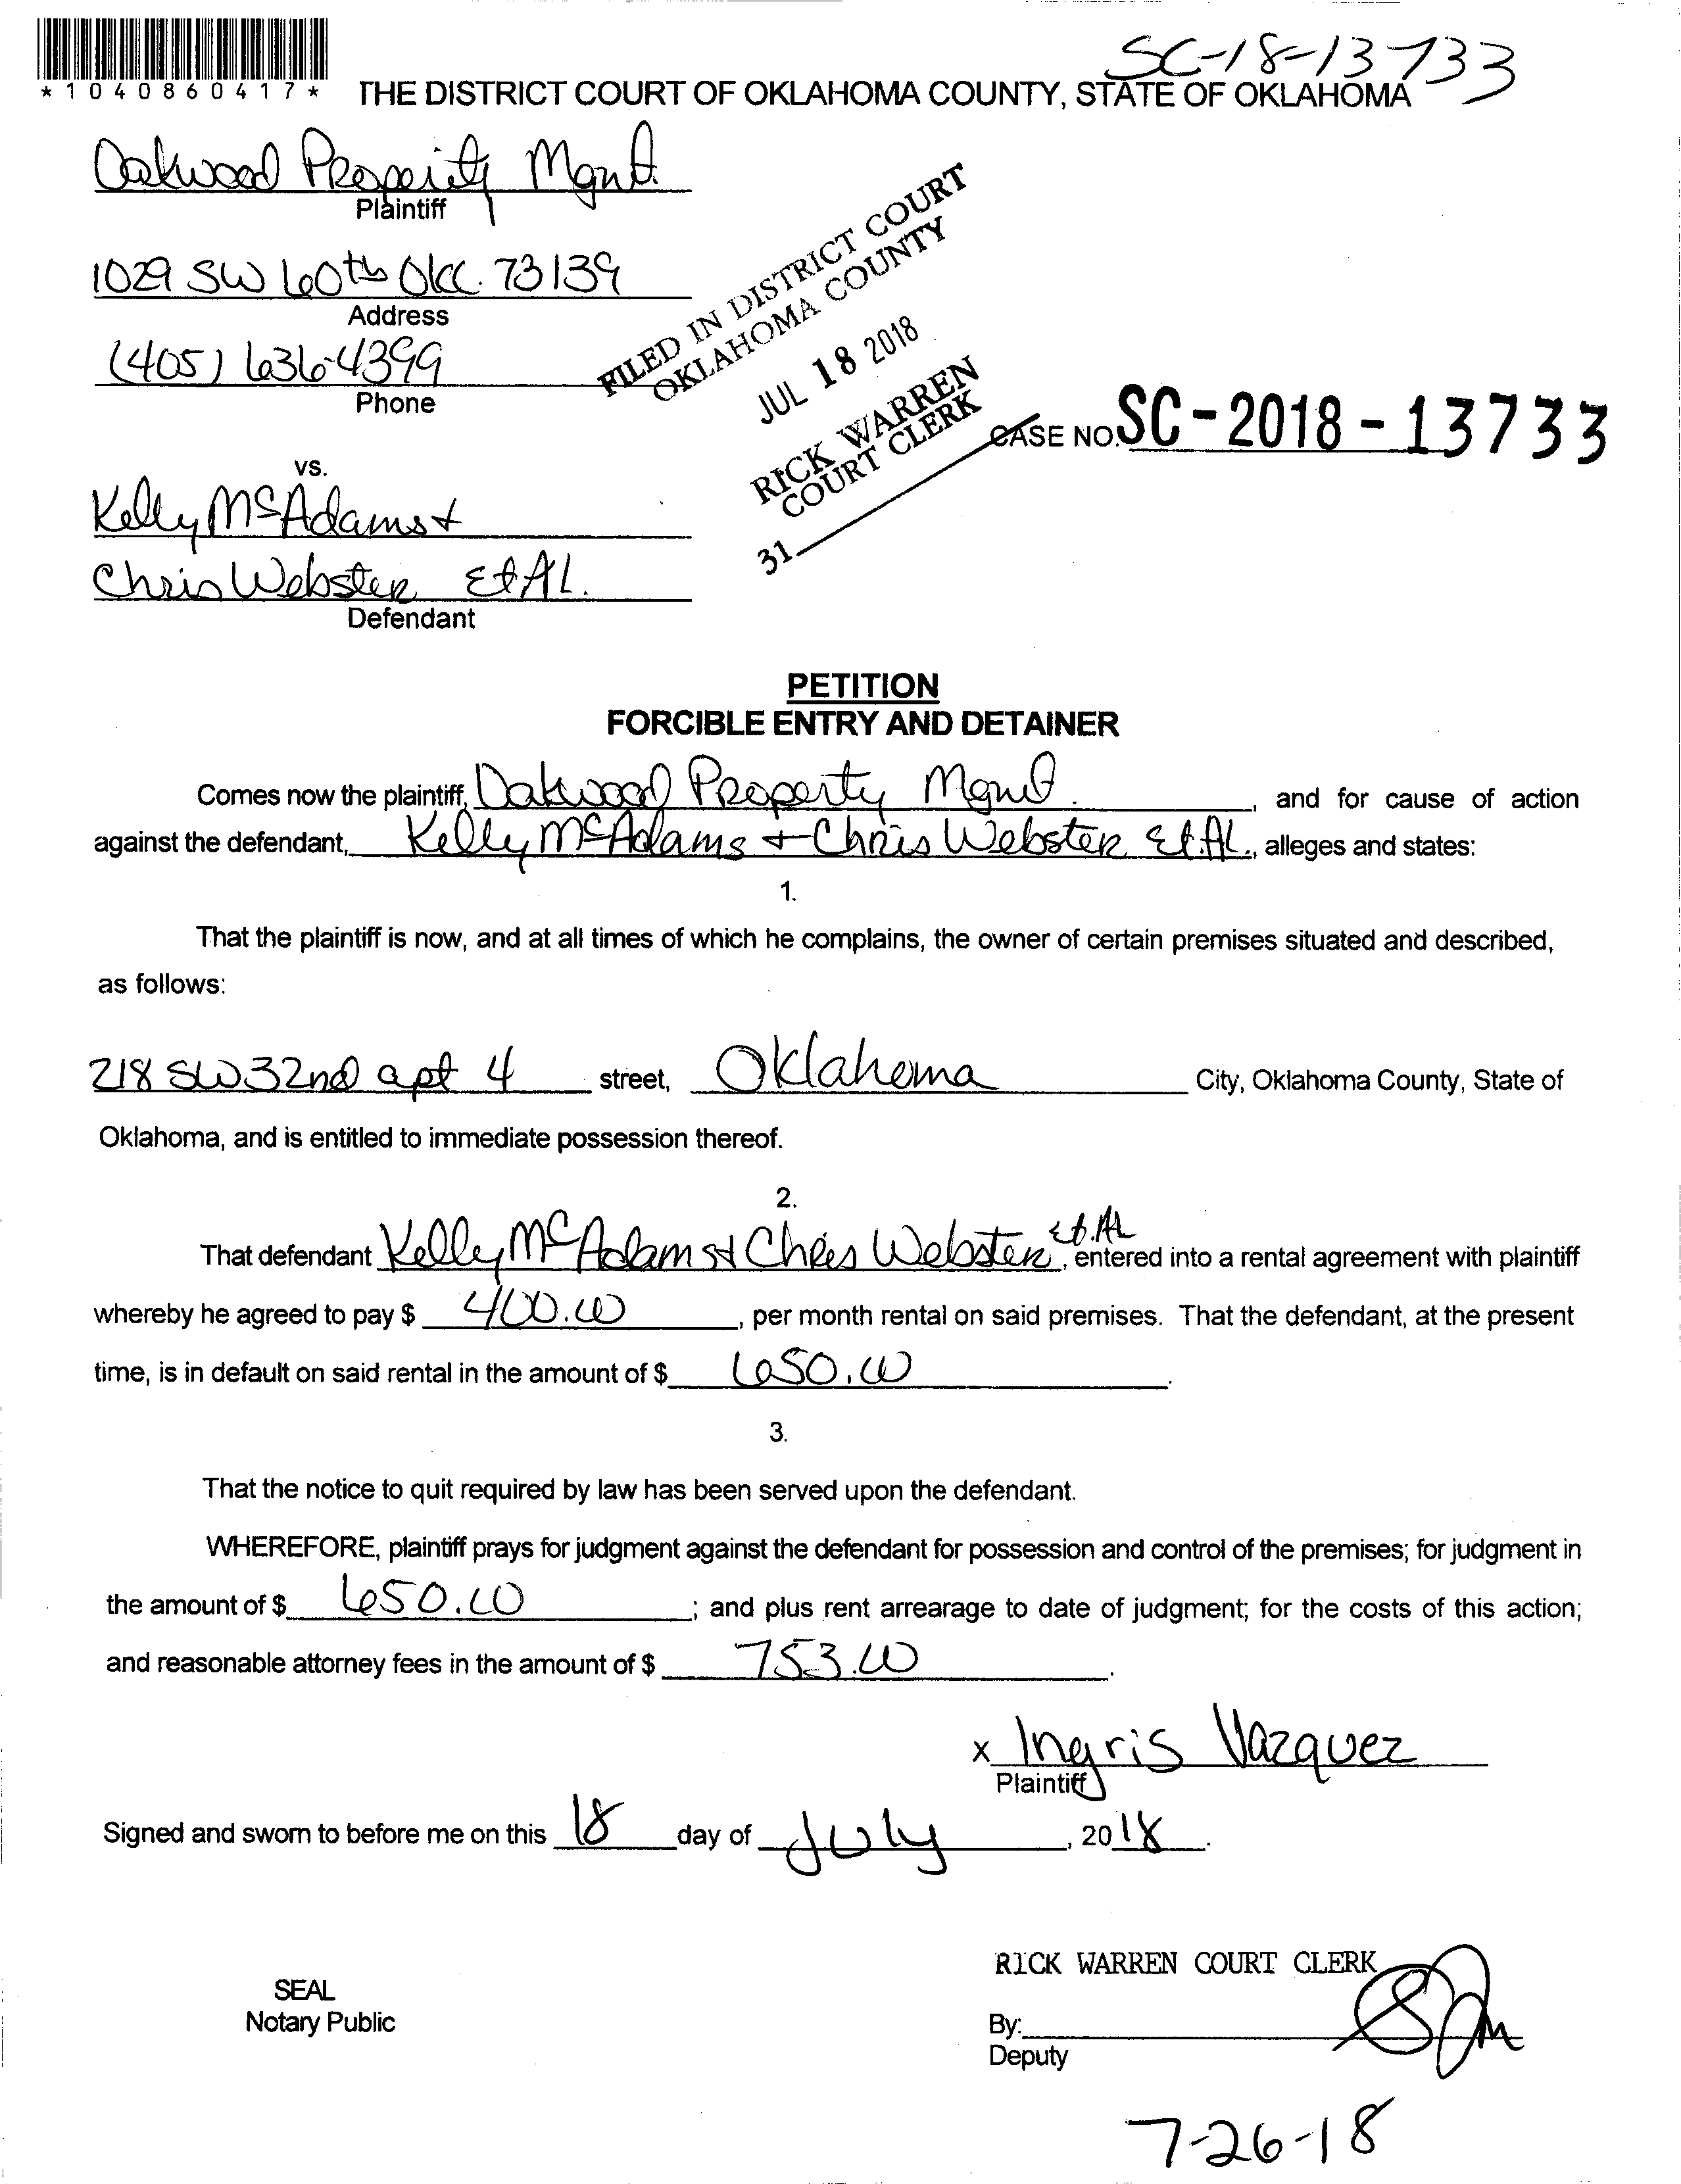 SC-18-13733
*1040860417*
THE DISTRICT COURT OF OKLAHOMA COUNTY, STATE OF OKLAHOMA
Oakwood Property Mgmt.
Plaintiff
1029 SW 60th Okc. 73139
Address
(405) 636-4399
Phone
FILED IN DISTRICT COURT
OKLAHOMA COUNTY
JUL 18 2018
RICK WARREN
COURT CLERK
31
CASE NO. SC-2018-13733
vs.
Kelly McAdams +
Chris Webster Et Al.
Defendant
PETITION
FORCIBLE ENTRY AND DETAINER
Comes now the plaintiff, Oakwood Property Mgmt., and for cause of action
against the defendant, Kelly McAdams + Chris Webster Et. Al., alleges and states:
1.
That the plaintiff is now, and at all times of which he complains, the owner of certain premises situated and described,
as follows:
218 SW 32nd apt 4 street, Oklahoma City, Oklahoma County, State of
Oklahoma, and is entitled to immediate possession thereof.
2.
That defendant Kelly McAdams + Chris Webster Et. Al, entered into a rental agreement with plaintiff
whereby he agreed to pay $ 400.00, per month rental on said premises. That the defendant, at the present
time, is in default on said rental in the amount of $ 650.00.
3.
That the notice to quit required by law has been served upon the defendant.
WHEREFORE, plaintiff prays for judgment against the defendant for possession and control of the premises; for judgment in
the amount of $ 650.00; and plus rent arrearage to date of judgment; for the costs of this action;
and reasonable attorney fees in the amount of $ 753.00.
x Ingris Vazquez
Plaintiff
Signed and sworn to before me on this 18 day of July, 2018.
RICK WARREN COURT CLERK
SEAL
Notary Public
By:
Deputy
7-26-18